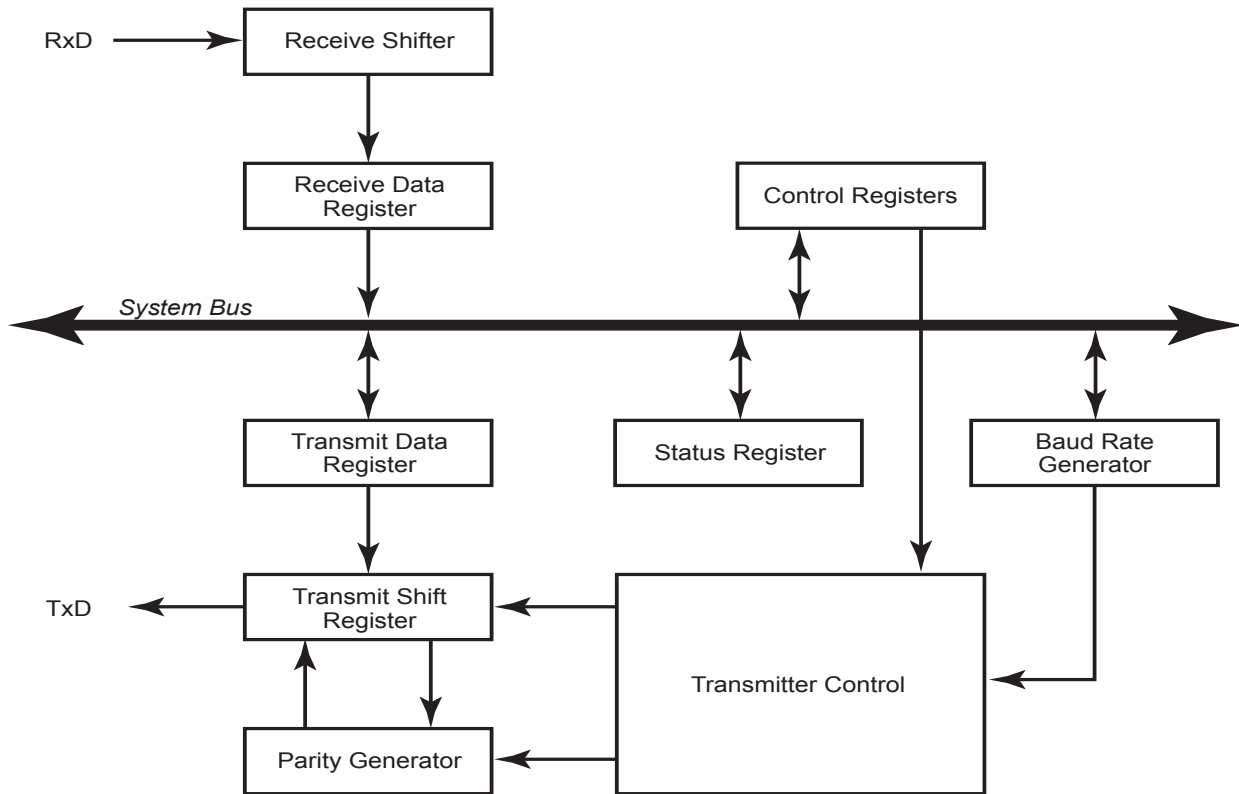 RxD
Receive Shifter
Receive Data
Register
Control Registers
System Bus
Transmit Data
Register
Status Register
Baud Rate
Generator
TxD
Transmit Shift
Register
Transmitter Control
Parity Generator